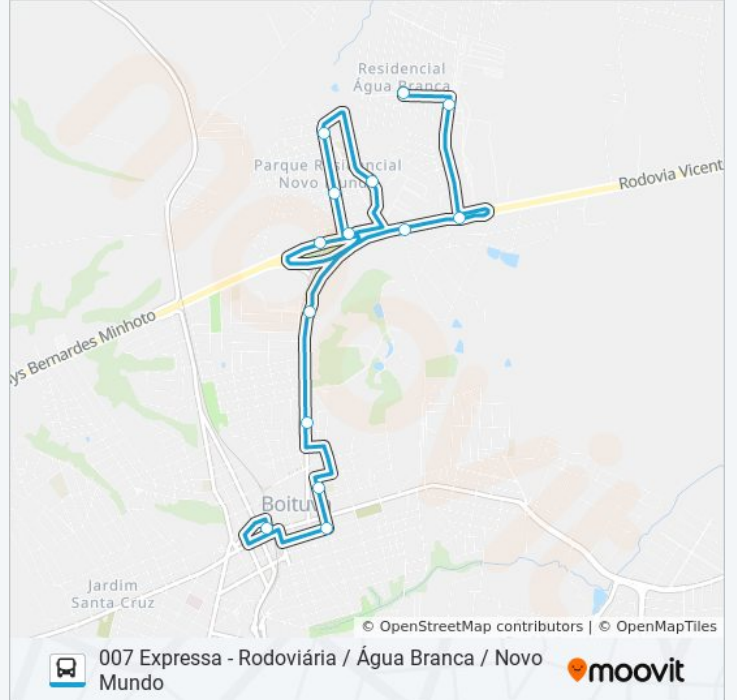 Residencial
Água Branca
Parque Residencial
Novo Mundo
Rodovia Vicent
ys Bernardes Minhoto
Boituva
Jardim
Santa Cruz
© OpenStreetMap contributors | © OpenMapTiles
007 Expressa - Rodoviária / Água Branca / Novo
Mundo
moovit